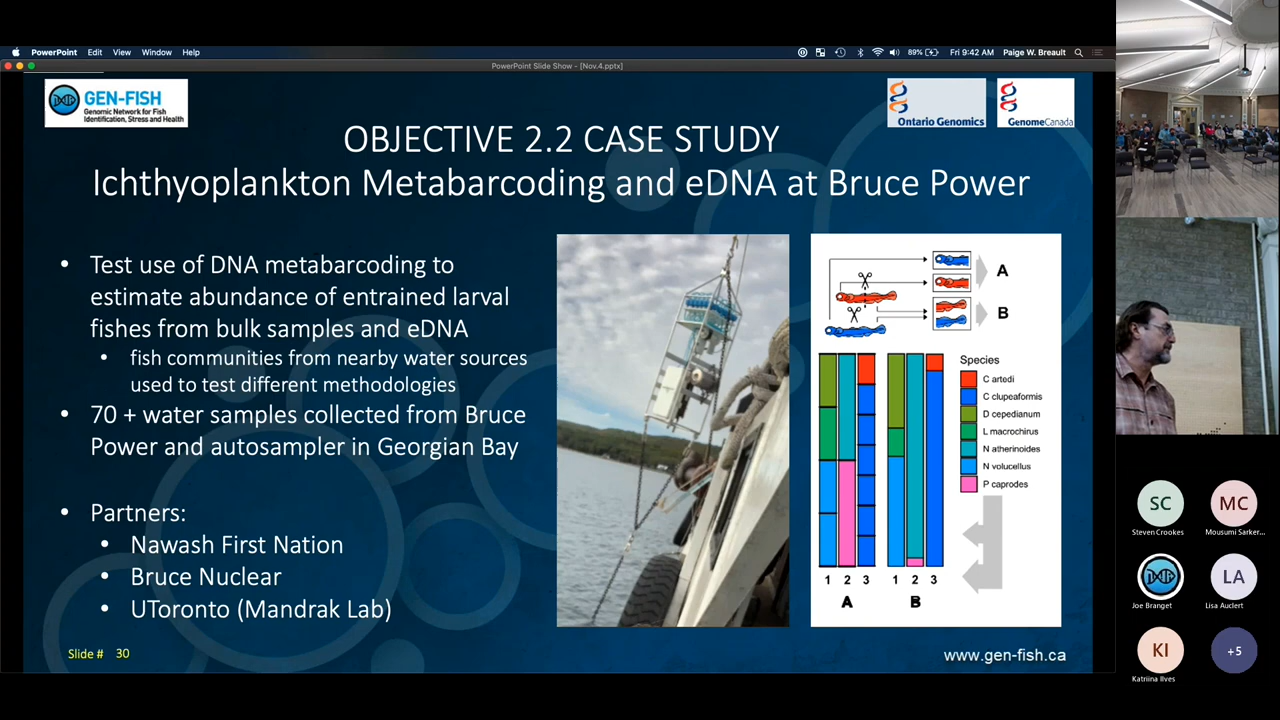 PowerPoint Edit View Window Help
89% Fri 9:42 AM Paige W. Breault
PowerPoint Slide Show - [Nov.4.pptx]
GEN-FISH
Genomic Network for Fish
Identification, Stress and Health
Ontario Genomics
GenomeCanada
OBJECTIVE 2.2 CASE STUDY
Ichthyoplankton Metabarcoding and eDNA at Bruce Power
• Test use of DNA metabarcoding to
estimate abundance of entrained larval
fishes from bulk samples and eDNA
• fish communities from nearby water sources
used to test different methodologies
• 70 + water samples collected from Bruce
Power and autosampler in Georgian Bay
• Partners:
• Nawash First Nation
• Bruce Nuclear
• UToronto (Mandrak Lab)
A
B
Species
C artedi
C clupeaformis
D cepedianum
L macrochirus
N atherinoides
N volucellus
P caprodes
1 2 3 1 2 3
A B
Slide # 30
www.gen-fish.ca
SC
Steven Crookes
MC
Mousumi Sarker...
Joe Branget
LA
Lisa Auclert
KI
Katriina Ilves
+5